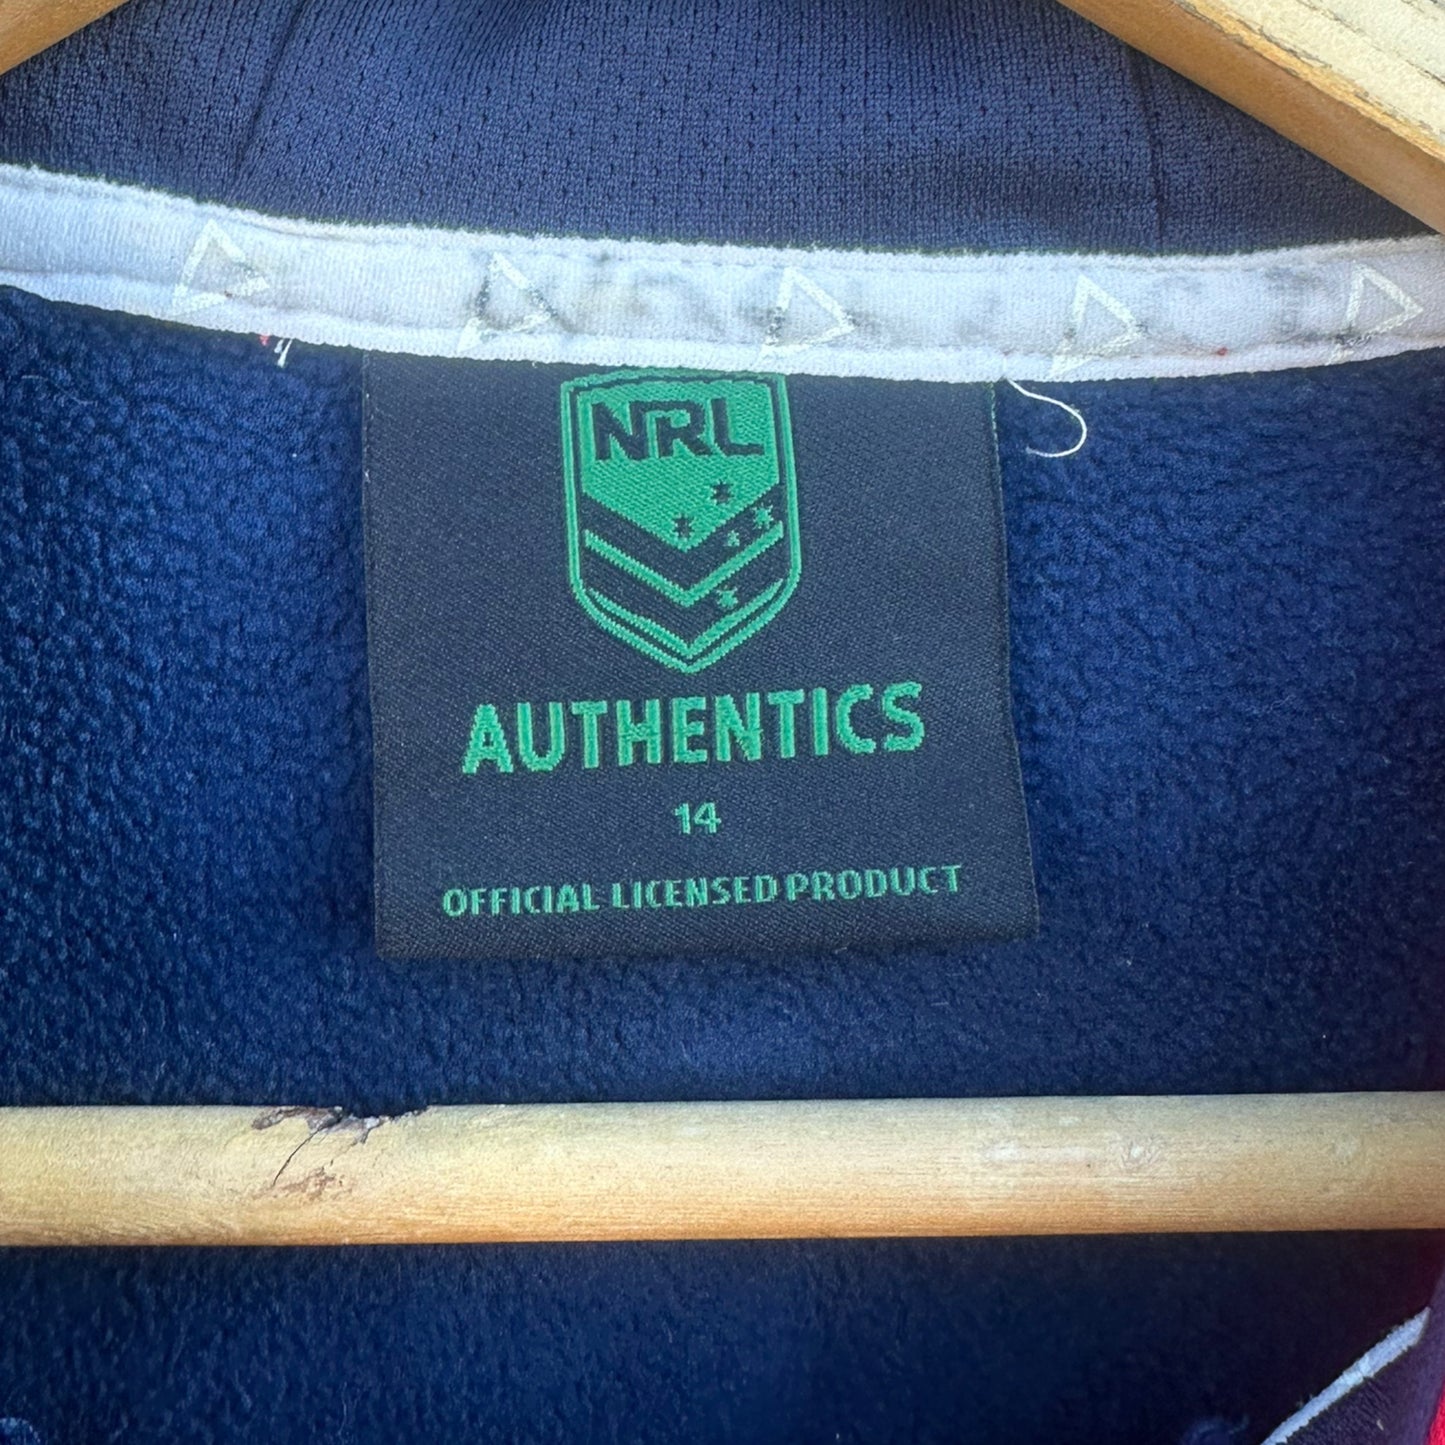 NRL
AUTHENTICS
14
OFFICIAL LICENSED PRODUCT